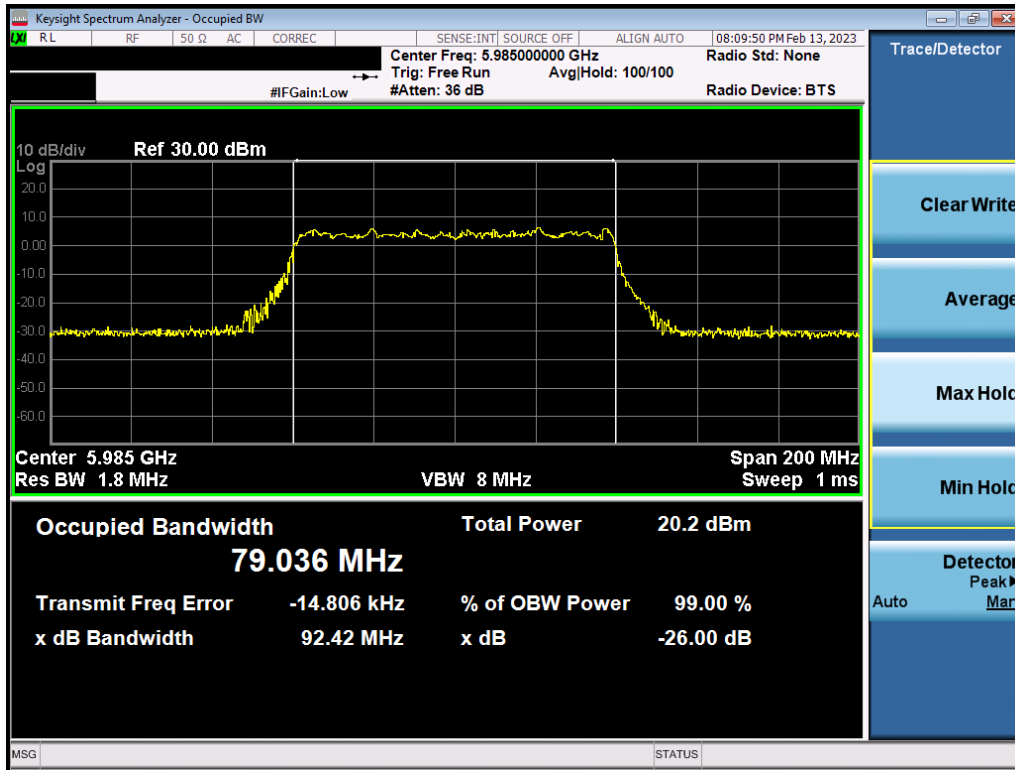 Keysight Spectrum Analyzer - Occupied BW
LXI RL RF 50 Ω AC CORREC SENSE:INT SOURCE OFF ALIGN AUTO 08:09:50 PM Feb 13, 2023
Center Freq: 5.985000000 GHz Radio Std: None
Trig: Free Run Avg|Hold: 100/100
#IFGain:Low #Atten: 36 dB Radio Device: BTS
Trace/Detector
10 dB/div Ref 30.00 dBm
Log
20.0
10.0
0.00
-10.0
-20.0
-30.0
-40.0
-50.0
-60.0
Center 5.985 GHz Span 200 MHz
Res BW 1.8 MHz VBW 8 MHz Sweep 1 ms
Occupied Bandwidth Total Power 20.2 dBm
79.036 MHz
Transmit Freq Error -14.806 kHz % of OBW Power 99.00 %
x dB Bandwidth 92.42 MHz x dB -26.00 dB
Clear Write
Average
Max Hold
Min Hold
Detector
Peak▶
Auto Man
MSG STATUS